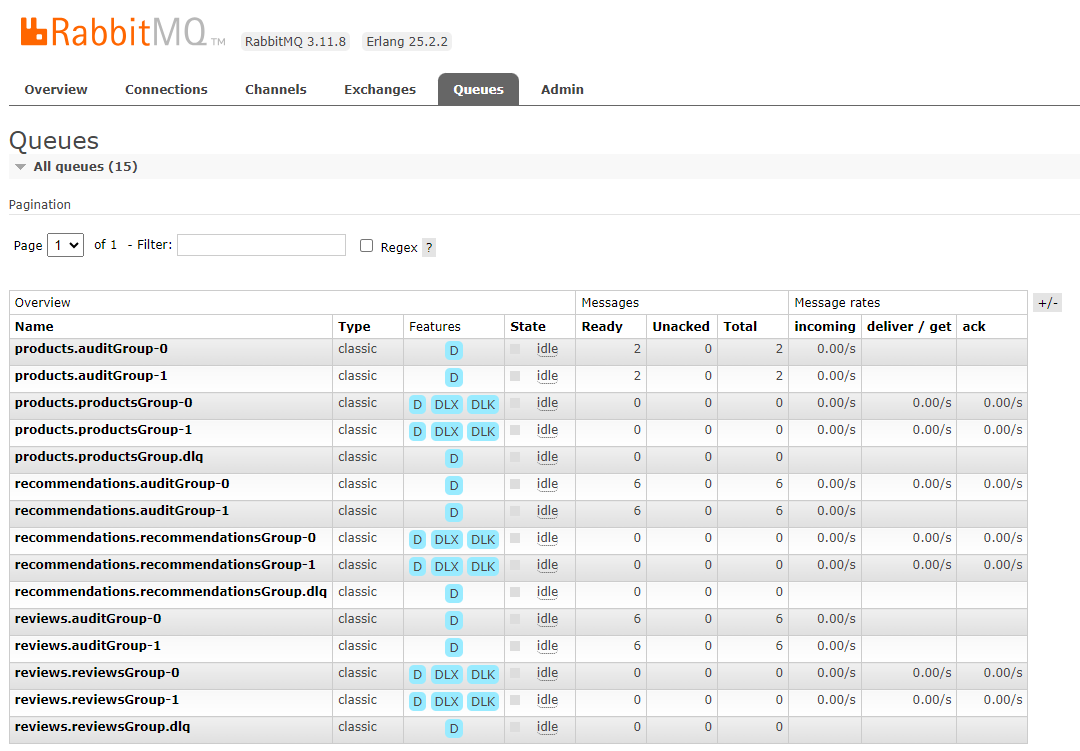 RabbitMQ TM RabbitMQ 3.11.8 Erlang 25.2.2
Overview Connections Channels Exchanges Queues Admin
Queues
All queues (15)
Pagination
Page 1 of 1 - Filter: Regex ?
Overview Messages Message rates +/-
Name Type Features State Ready Unacked Total incoming deliver / get ack
products.auditGroup-0 classic D idle 2 0 2 0.00/s
products.auditGroup-1 classic D idle 2 0 2 0.00/s
products.productsGroup-0 classic D DLX DLK idle 0 0 0 0.00/s 0.00/s 0.00/s
products.productsGroup-1 classic D DLX DLK idle 0 0 0 0.00/s 0.00/s 0.00/s
products.productsGroup.dlq classic D idle 0 0 0
recommendations.auditGroup-0 classic D idle 6 0 6 0.00/s 0.00/s 0.00/s
recommendations.auditGroup-1 classic D idle 6 0 6 0.00/s
recommendations.recommendationsGroup-0 classic D DLX DLK idle 0 0 0 0.00/s 0.00/s 0.00/s
recommendations.recommendationsGroup-1 classic D DLX DLK idle 0 0 0 0.00/s 0.00/s 0.00/s
recommendations.recommendationsGroup.dlq classic D idle 0 0 0
reviews.auditGroup-0 classic D idle 6 0 6 0.00/s
reviews.auditGroup-1 classic D idle 6 0 6
reviews.reviewsGroup-0 classic D DLX DLK idle 0 0 0 0.00/s 0.00/s 0.00/s
reviews.reviewsGroup-1 classic D DLX DLK idle 0 0 0 0.00/s 0.00/s 0.00/s
reviews.reviewsGroup.dlq classic D idle 0 0 0